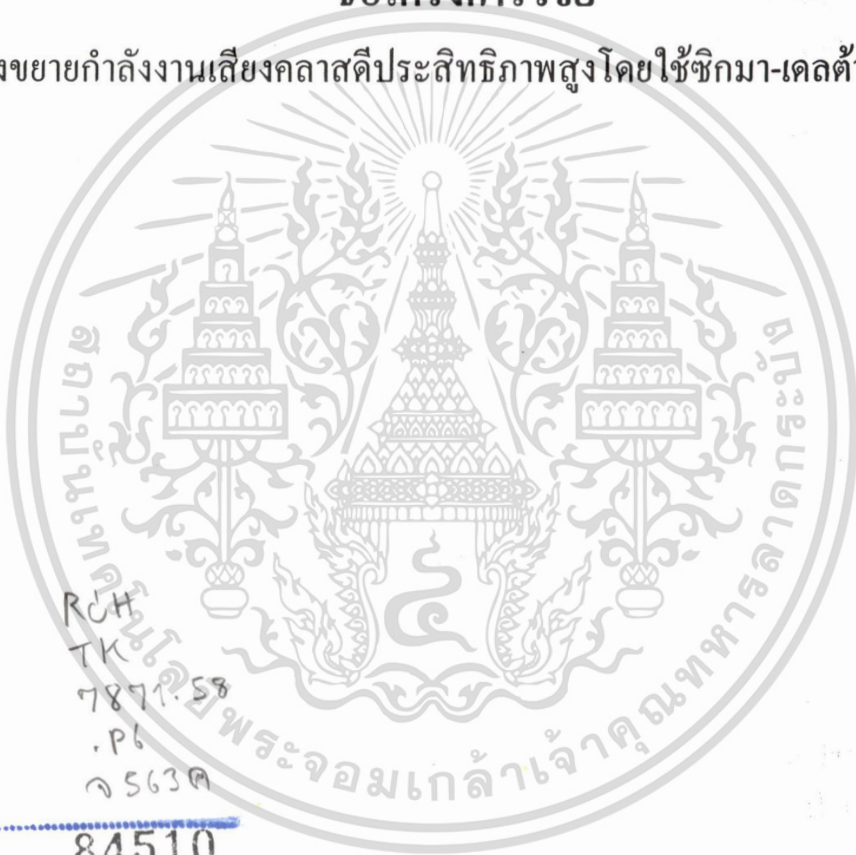 งขยายกำลังงานเสียงคลาสดีประสิทธิภาพสูงโดยใช้ซิกมา-เดลต้
สถาบันเทคโนโลยีพระจอมเกล้าเจ้าคุณทหารลาดกระบัง
TK
7871.58
.P6
จ563ค
84510